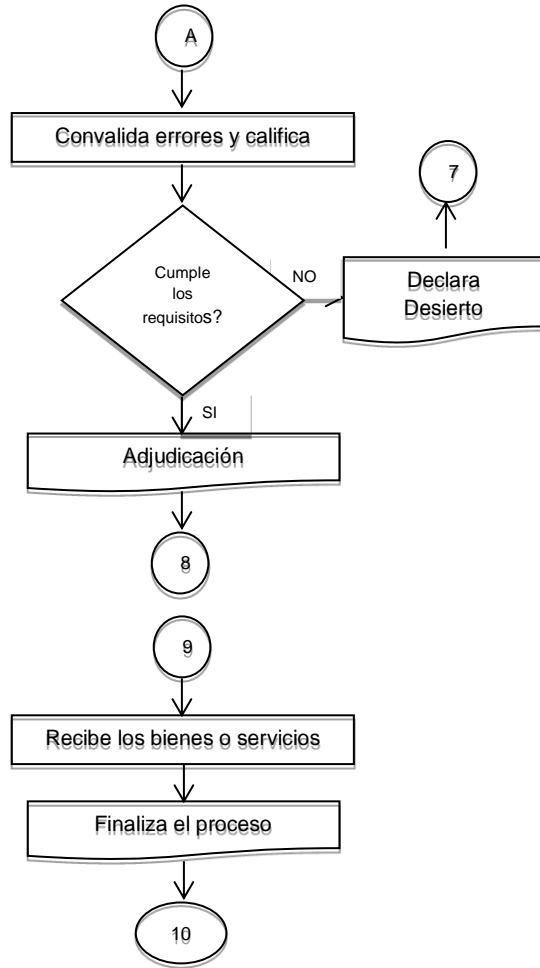 A
Convalida errores y califica
7
Cumple
los
requisitos?
NO
Declara
Desierto
SI
Adjudicación
8
9
Recibe los bienes o servicios
Finaliza el proceso
10